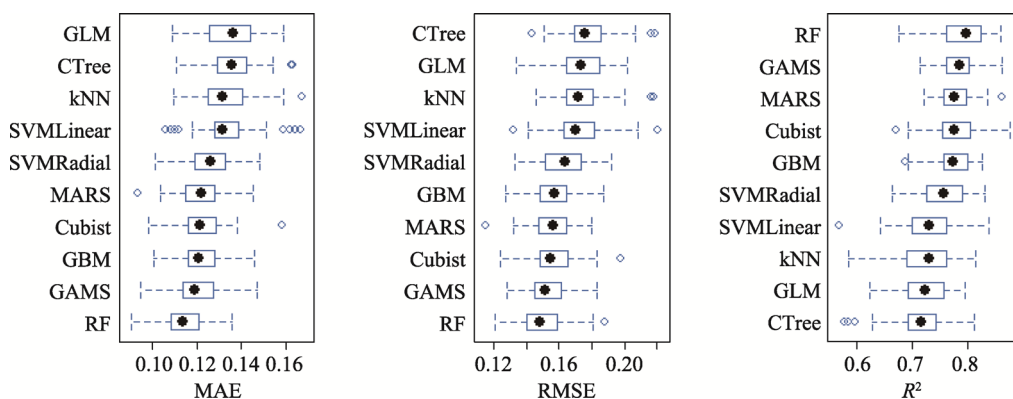 GLM
CTree
kNN
SVMLinear
SVMRadial
MARS
Cubist
GBM
GAMS
RF
0.10 0.12 0.14 0.16
MAE
CTree
GLM
kNN
SVMLinear
SVMRadial
GBM
MARS
Cubist
GAMS
RF
0.12 0.16 0.20
RMSE
RF
GAMS
MARS
Cubist
GBM
SVMRadial
SVMLinear
kNN
GLM
CTree
0.6 0.7 0.8
R²